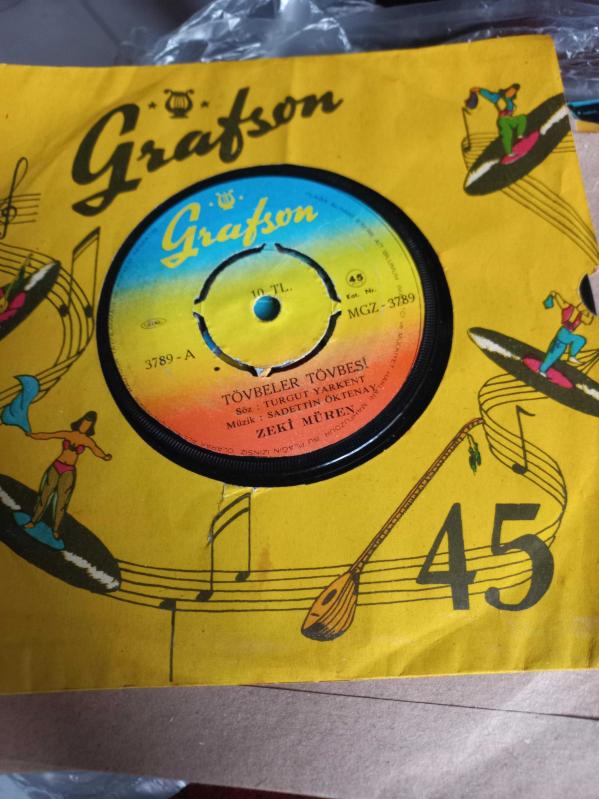 Grafson
Grafson
10 TL.
45
Kat. Nr.
MGZ - 3789
3789 - A
TÖVBELER TÖVBESİ
Söz : TURGUT YARKENT
Müzik : SADETTİN ÖKTENAY
ZEKİ MÜREN
45